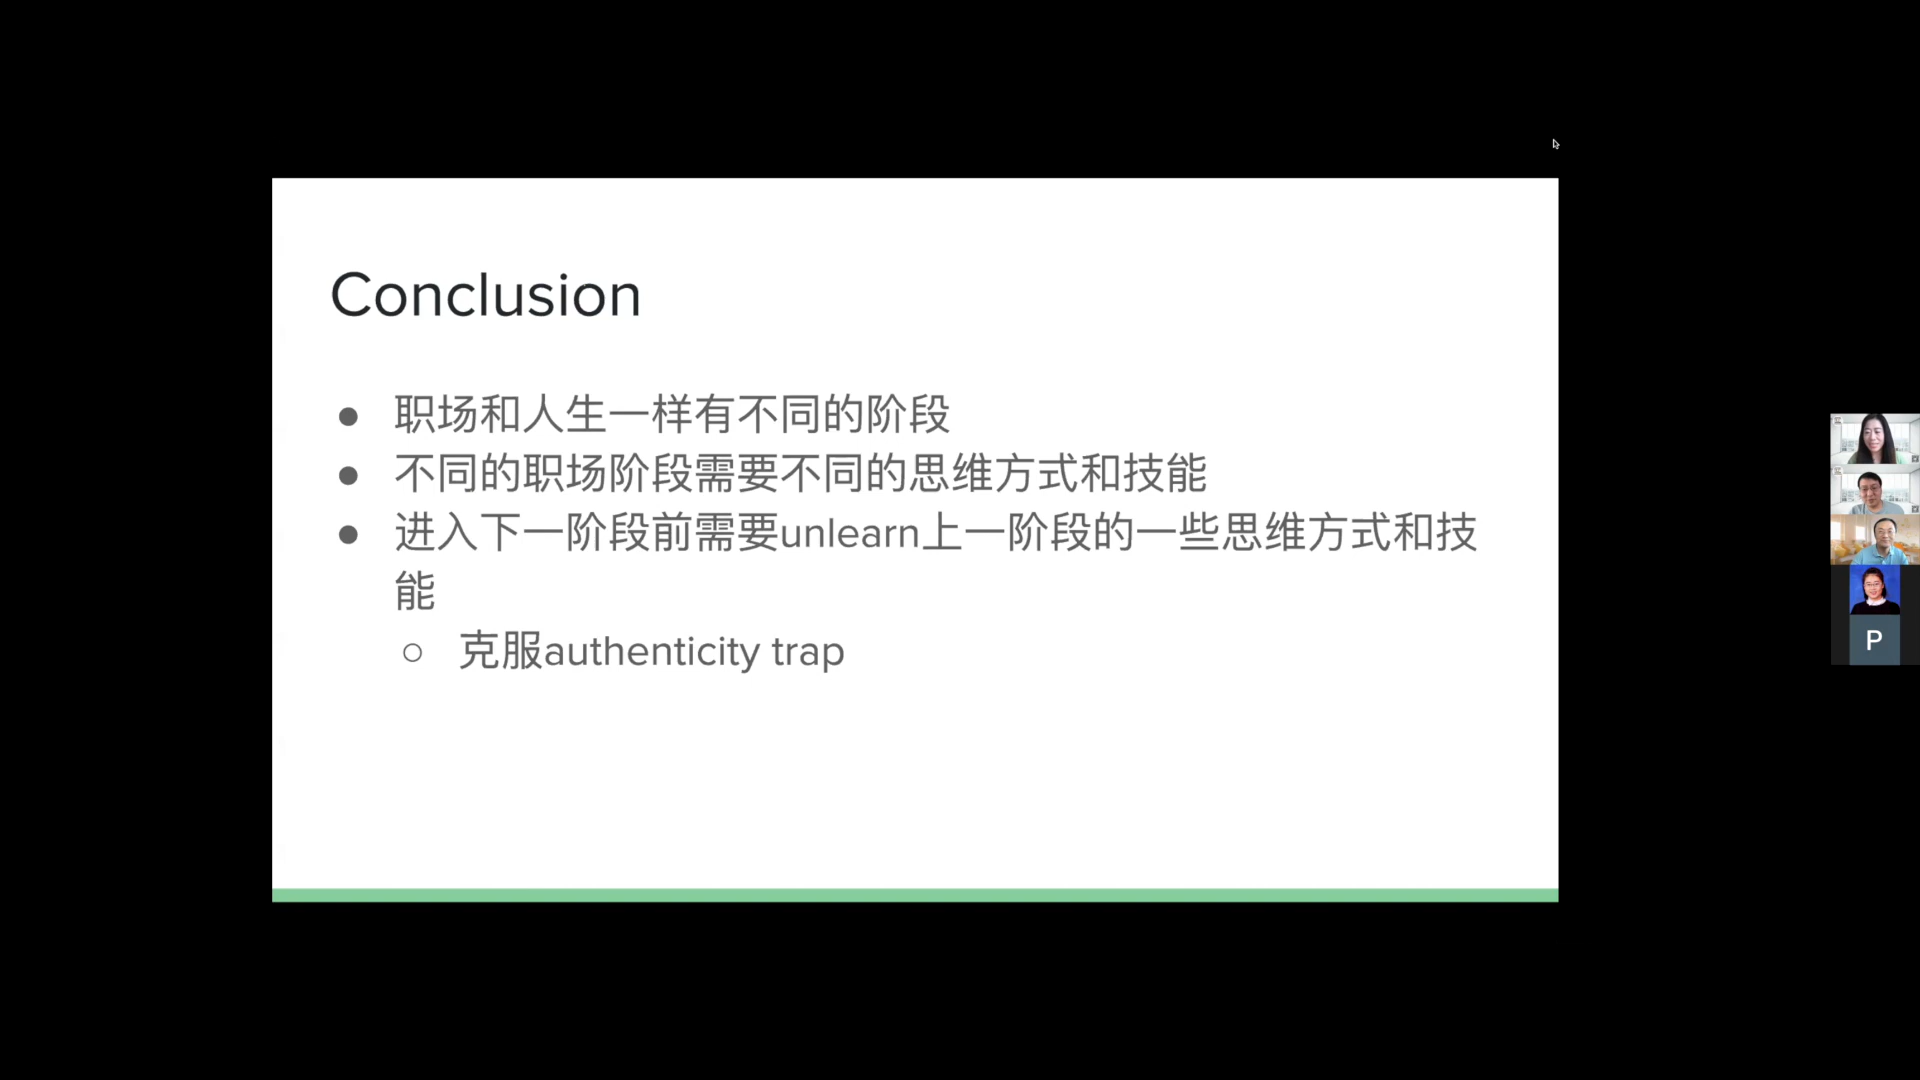 Conclusion
● 职场和人生一样有不同的阶段
● 不同的职场阶段需要不同的思维方式和技能
● 进入下一阶段前需要unlearn上一阶段的一些思维方式和技
能
○ 克服authenticity trap
P